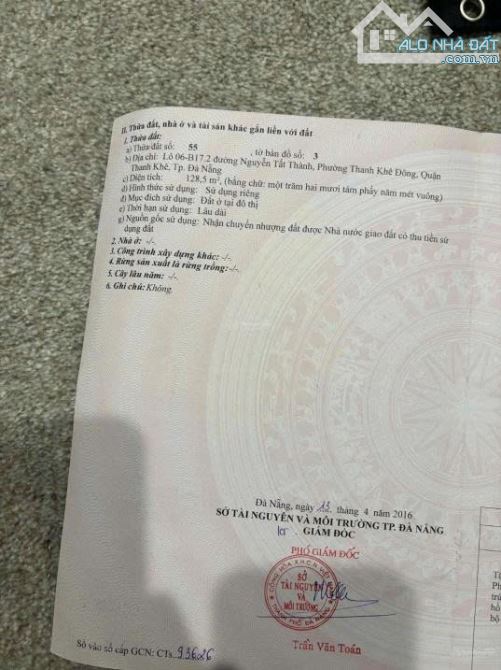 ALO NHÀ ĐẤT
.com.vn
II. Thửa đất, nhà ở và tài sản khác gắn liền với đất
1. Thửa đất:
a) Thửa đất số: 55 , tờ bản đồ số: 3
b) Địa chỉ: Lô 06-B17.2 đường Nguyễn Tất Thành, Phường Thanh Khê Đông, Quận
Thanh Khê, Tp. Đà Nẵng
c) Diện tích: 128,5 m², (bằng chữ: một trăm hai mươi tám phẩy năm mét vuông)
d) Hình thức sử dụng: Sử dụng riêng
đ) Mục đích sử dụng: Đất ở tại đô thị
e) Thời hạn sử dụng: Lâu dài
g) Nguồn gốc sử dụng: Nhận chuyển nhượng đất được Nhà nước giao đất có thu tiền sử
dụng đất
2. Nhà ở: -/-
3. Công trình xây dựng khác: -/-
4. Rừng sản xuất là rừng trồng: -/-
5. Cây lâu năm: -/-
6. Ghi chú: Không.
Đà Nẵng, ngày 13 tháng 4 năm 2016
SỞ TÀI NGUYÊN VÀ MÔI TRƯỜNG TP. ĐÀ NẴNG
GIÁM ĐỐC
PHÓ GIÁM ĐỐC
SỞ
TÀI NGUYÊN
VÀ
MÔI TRƯỜNG
THÀNH PHỐ ĐÀ NẴNG
Trần Văn Toán
Số vào sổ cấp GCN: CTs 93626